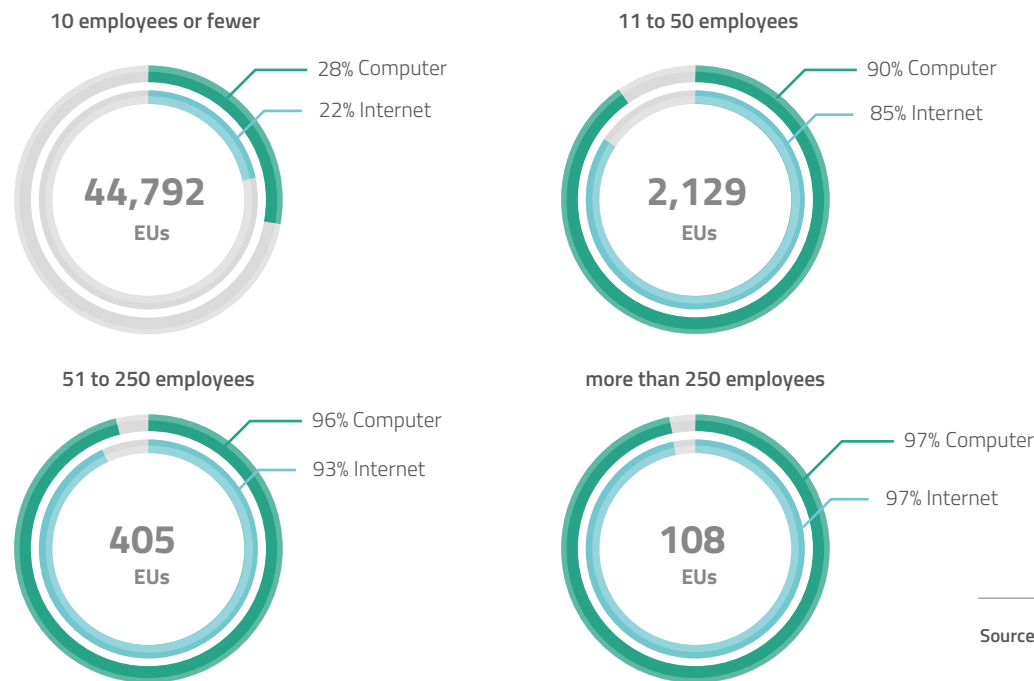 10 employees or fewer
28% Computer
22% Internet
44,792
EUs
11 to 50 employees
90% Computer
85% Internet
2,129
EUs
51 to 250 employees
96% Computer
93% Internet
405
EUs
more than 250 employees
97% Computer
97% Internet
108
EUs
Source